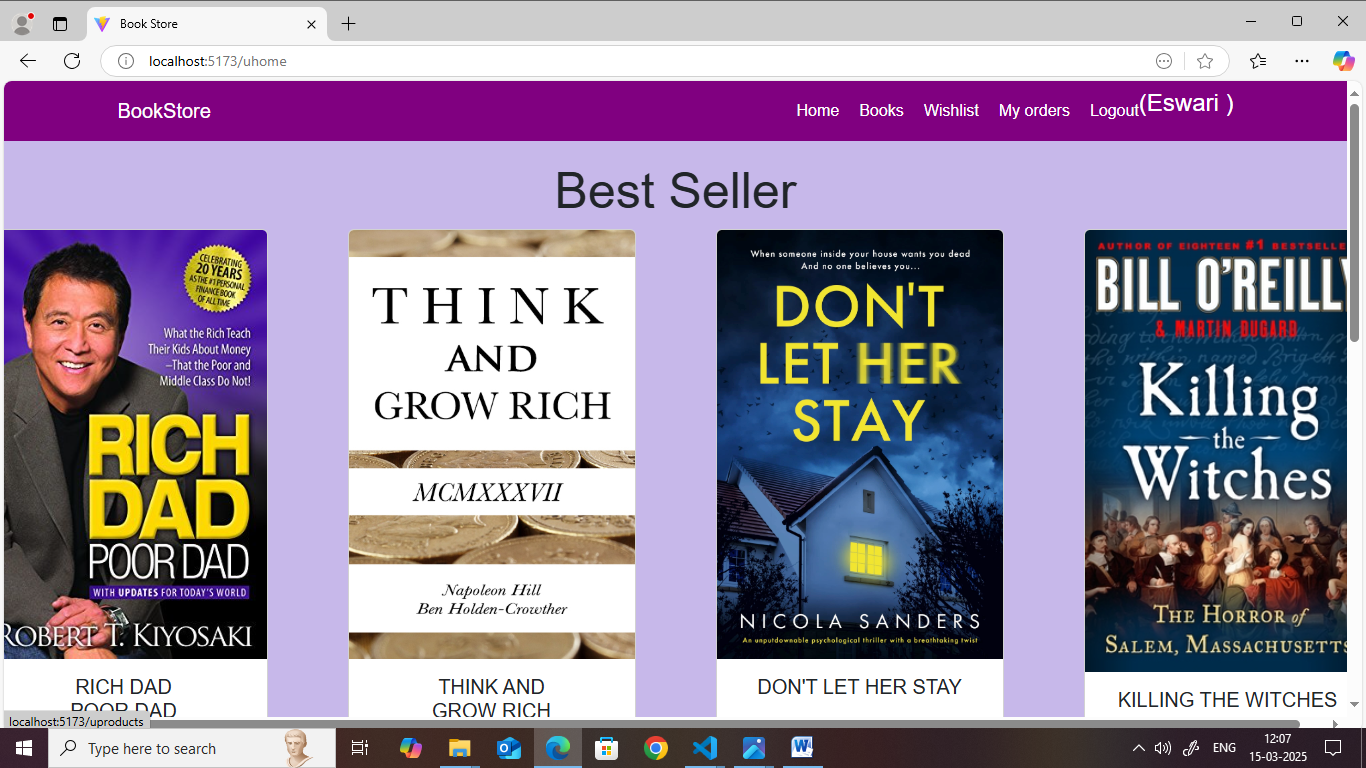 Book Store
localhost:5173/uhome
BookStore
Home
Books
Wishlist
My orders
Logout(Eswari )
Best Seller
CELEBRATING
20 YEARS
AS THE #1 PERSONAL
FINANCE BOOK
OF ALL TIME
What the Rich Teach
Their Kids About Money
–That the Poor and
Middle Class Do Not!
RICH
DAD
POOR DAD
WITH UPDATES FOR TODAY'S WORLD
ROBERT T. KIYOSAKI
RICH DAD
POOR DAD
THINK
AND
GROW RICH
MCMXXXVII
Napoleon Hill
Ben Holden-Crowther
THINK AND
GROW RICH
When someone inside your house wants you dead
And no one believes you...
DON'T
LET HER
STAY
NICOLA SANDERS
An unputdownable psychological thriller with a breathtaking twist
DON'T LET HER STAY
AUTHOR OF EIGHTEEN #1 BESTSELLE
BILL O'REILLY
& MARTIN DUGARD
Killing
the
Witches
THE HORROR of
SALEM, MASSACHUSETTS
KILLING THE WITCHES
localhost:5173/uproducts
Type here to search
ENG
12:07
15-03-2025